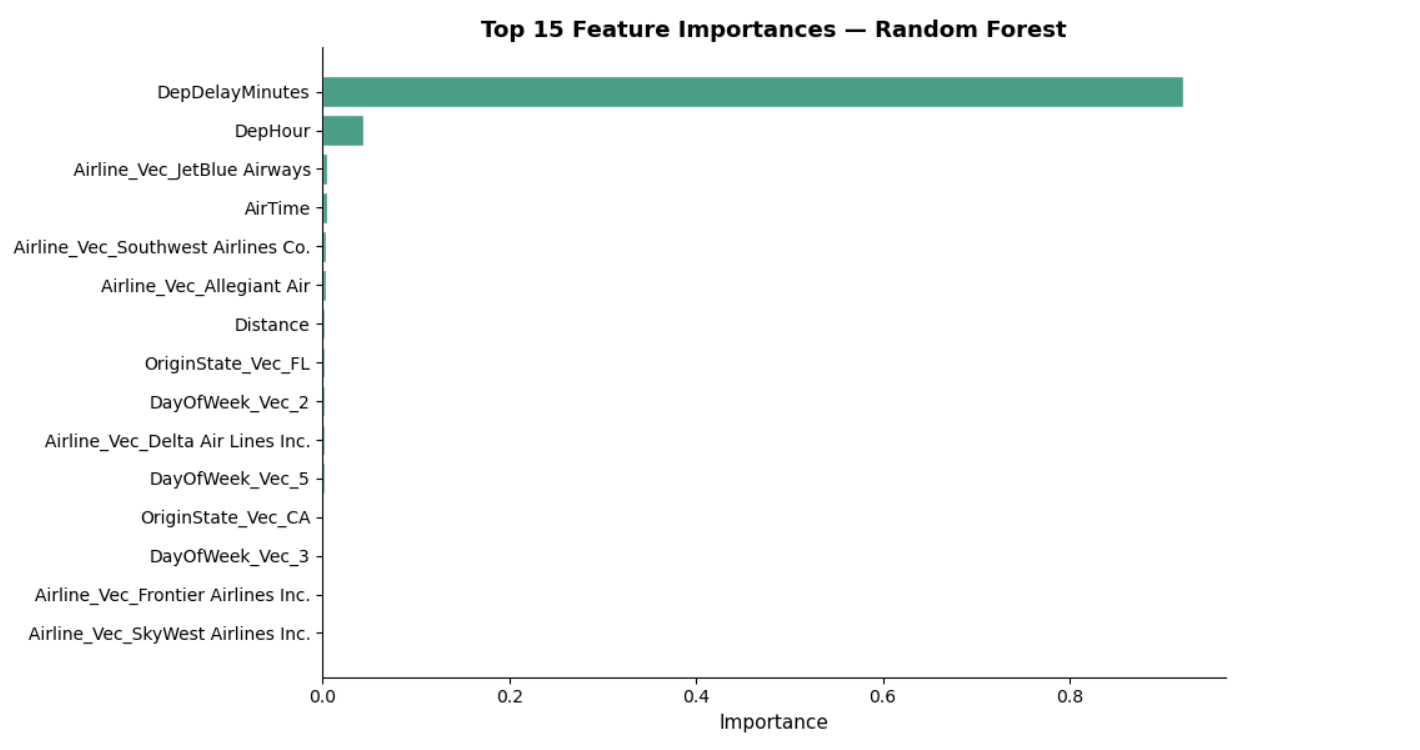 Top 15 Feature Importances — Random Forest
DepDelayMinutes
DepHour
Airline_Vec_JetBlue Airways
AirTime
Airline_Vec_Southwest Airlines Co.
Airline_Vec_Allegiant Air
Distance
OriginState_Vec_FL
DayOfWeek_Vec_2
Airline_Vec_Delta Air Lines Inc.
DayOfWeek_Vec_5
OriginState_Vec_CA
DayOfWeek_Vec_3
Airline_Vec_Frontier Airlines Inc.
Airline_Vec_SkyWest Airlines Inc.
0.0 0.2 0.4 0.6 0.8
Importance